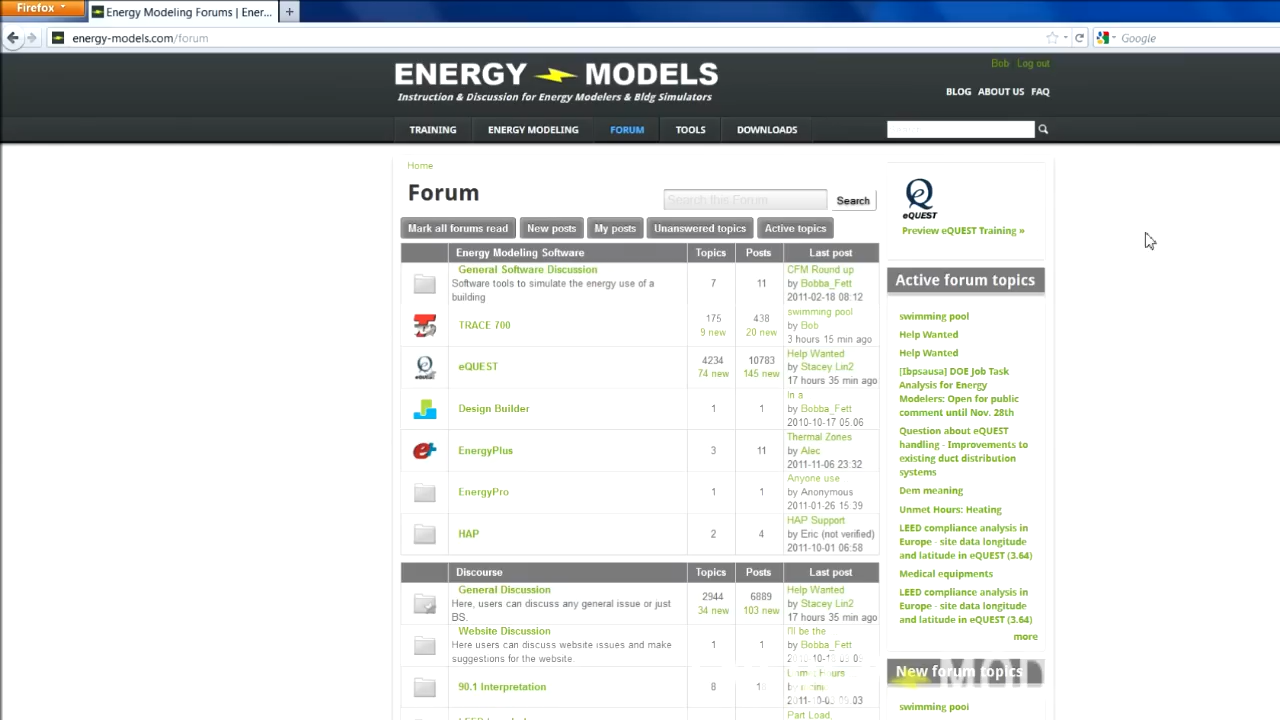 Firefox
Energy Modeling Forums | Ener...
energy-models.com/forum
Google
Bob Log out
ENERGY MODELS
Instruction & Discussion for Energy Modelers & Bldg Simulators
BLOG ABOUT US FAQ
TRAINING ENERGY MODELING FORUM TOOLS DOWNLOADS
Home
Forum
Search this Forum
Search
Mark all forums read New posts My posts Unanswered topics Active topics
Energy Modeling Software Topics Posts Last post
General Software Discussion
Software tools to simulate the energy use of a
building
7 11
CFM Round up
by Bobba_Fett
2011-02-18 08:12
TRACE 700
175
9 new
438
20 new
swimming pool
by Bob
3 hours 15 min ago
eQUEST
4234
74 new
10783
145 new
Help Wanted
by Stacey Lin2
17 hours 35 min ago
Design Builder
1 1
In a
by Bobba_Fett
2010-10-17 05:06
EnergyPlus
3 11
Thermal Zones
by Alec
2011-11-06 23:32
EnergyPro
1 1
Anyone use
by Anonymous
2011-01-26 15:39
HAP
2 4
HAP Support
by Eric (not verified)
2011-10-01 06:58
Discourse Topics Posts Last post
General Discussion
Here, users can discuss any general issue or just
BS.
2944
34 new
6889
103 new
Help Wanted
by Stacey Lin2
17 hours 35 min ago
Website Discussion
Here users can discuss website issues and make
suggestions for the website.
1 1
I'll be the
by Bobba_Fett
90.1 Interpretation
8
Part Load,
eQUEST
Preview eQUEST Training »
Active forum topics
swimming pool
Help Wanted
Help Wanted
[Ibpsausa] DOE Job Task
Analysis for Energy
Modelers: Open for public
comment until Nov. 28th
Question about eQUEST
handling - Improvements to
existing duct distribution
systems
Dem meaning
Unmet Hours: Heating
LEED compliance analysis in
Europe - site data longitude
and latitude in eQUEST (3.64)
Medical equipments
LEED compliance analysis in
Europe - site data longitude
and latitude in eQUEST (3.64)
more
New forum topics
swimming pool